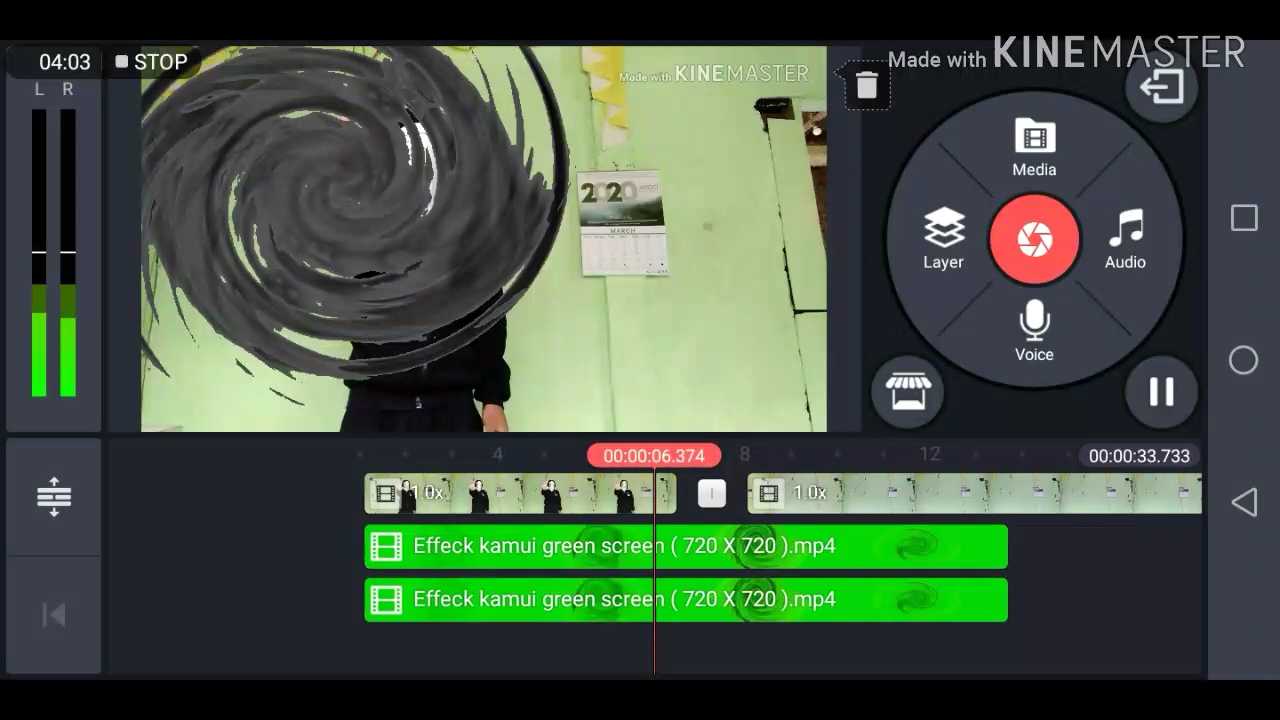 04:03
STOP
L R
Made with KINEMASTER
Made with KINEMASTER
2020
MARCH
Media
Layer
Audio
Voice
4
00:00:06.374
8
12
00:00:33.733
1.0x
1.0x
Effeck kamui green screen ( 720 X 720 ).mp4
Effeck kamui green screen ( 720 X 720 ).mp4